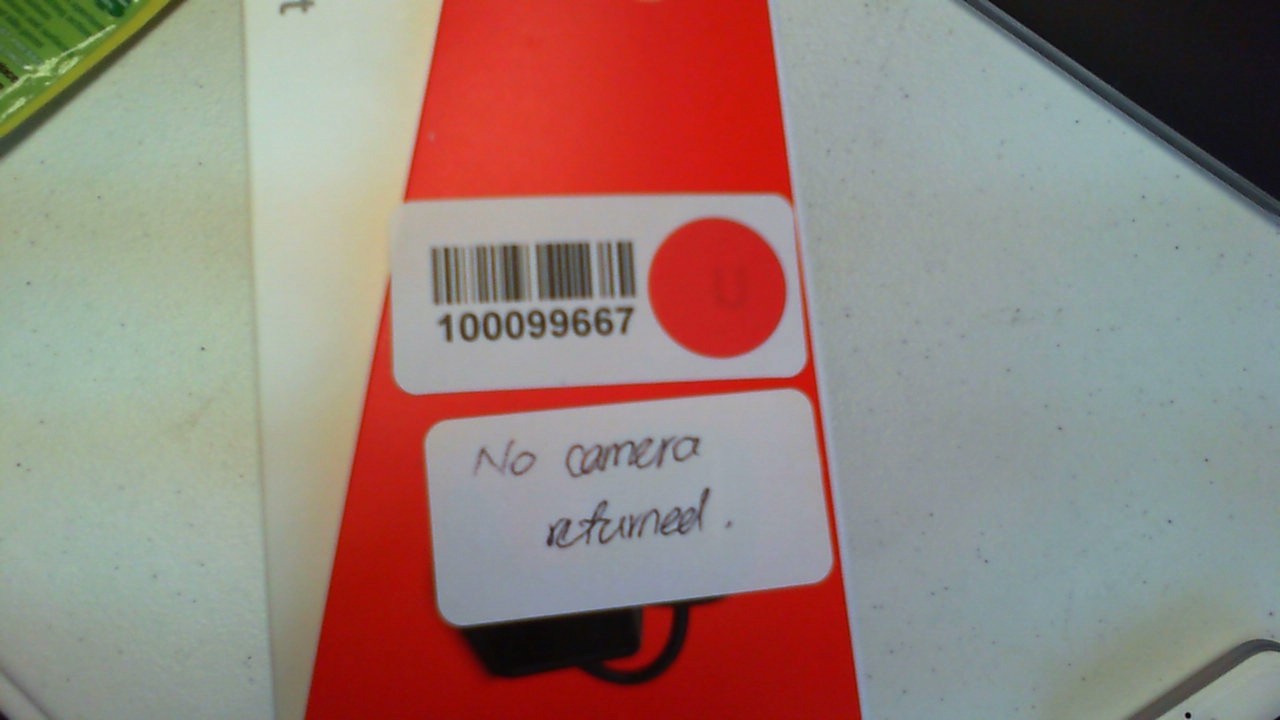 t
100099667
U
No camera
returned.